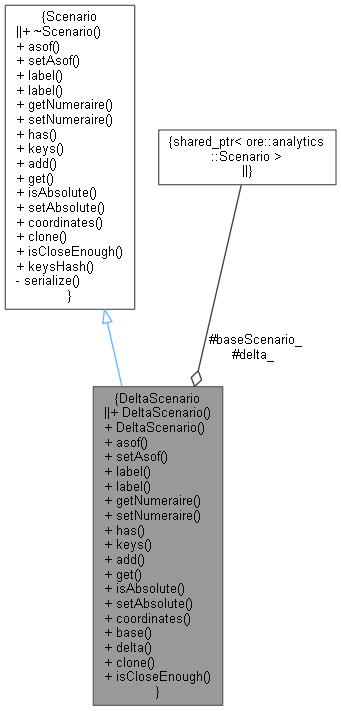 {Scenario
||+ ~Scenario()
+ asof()
+ setAsof()
+ label()
+ label()
+ getNumeraire()
+ setNumeraire()
+ has()
+ keys()
+ add()
+ get()
+ isAbsolute()
+ setAbsolute()
+ coordinates()
+ clone()
+ isCloseEnough()
+ keysHash()
- serialize()
}
{shared_ptr< ore::analytics
::Scenario >
||}
#baseScenario_
#delta_
{DeltaScenario
||+ DeltaScenario()
+ DeltaScenario()
+ asof()
+ setAsof()
+ label()
+ label()
+ getNumeraire()
+ setNumeraire()
+ has()
+ keys()
+ add()
+ get()
+ isAbsolute()
+ setAbsolute()
+ coordinates()
+ base()
+ delta()
+ clone()
+ isCloseEnough()
}